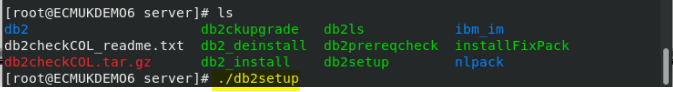 [root@ECMUKDEMO6 server]# ls
db2 db2ckupgrade db2ls ibm_im
db2checkCOL_readme.txt db2_deinstall db2prereqcheck installFixPack
db2checkCOL.tar.gz db2_install db2setup nlpack
[root@ECMUKDEMO6 server]# ./db2setup